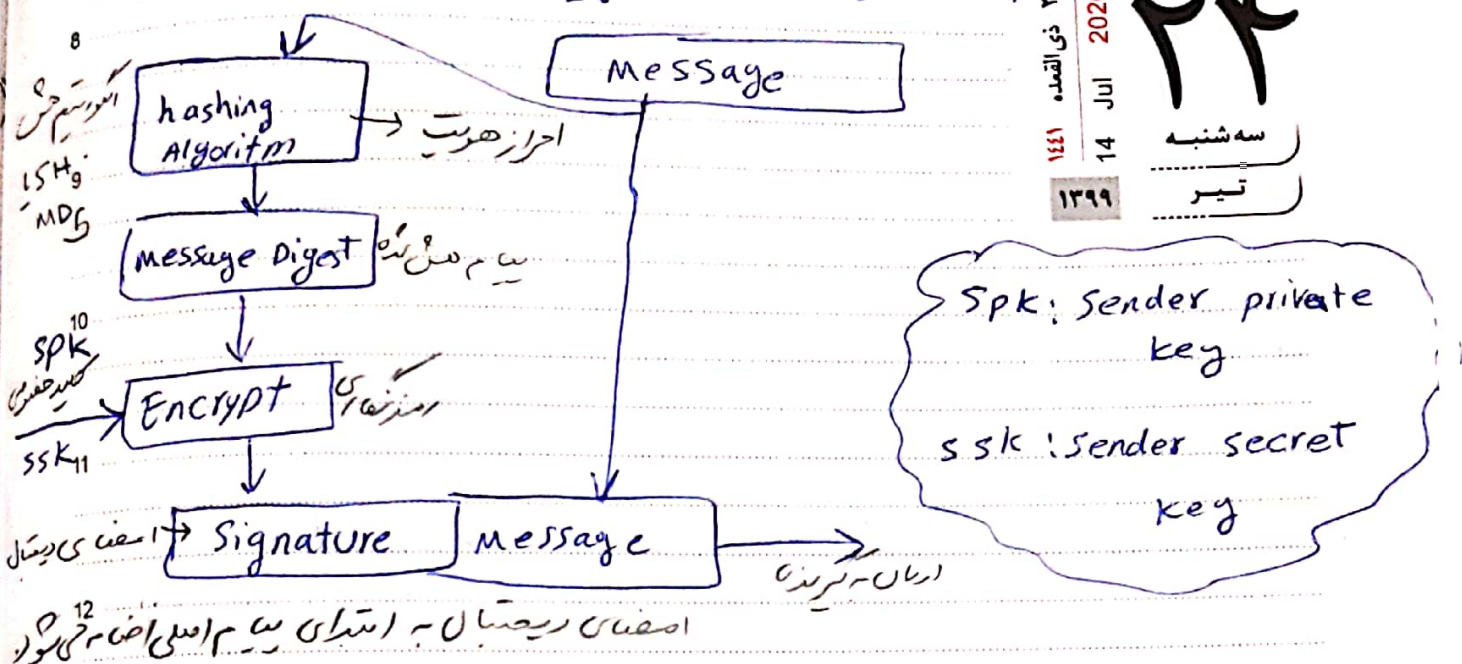 8
Message
hashing
Algoritm
الگوریتم هش
احراز هویت
MD5
Message Digest
پیام هش شده
10
spk
کلید خصوصی
Encrypt
رمزگذاری
ssk
11
امضای دیجیتال
Signature
Message
ارسال به گیرنده
12
امضای دیجیتال به ابتدای پیام اصلی اضافه می‌شود.
ذی القعده ۱۴۴۱
14 Jul 202
۲۴
سه شنبه
تیر
۱۳۹۹
Spk: Sender private
key
ssk: Sender secret
key